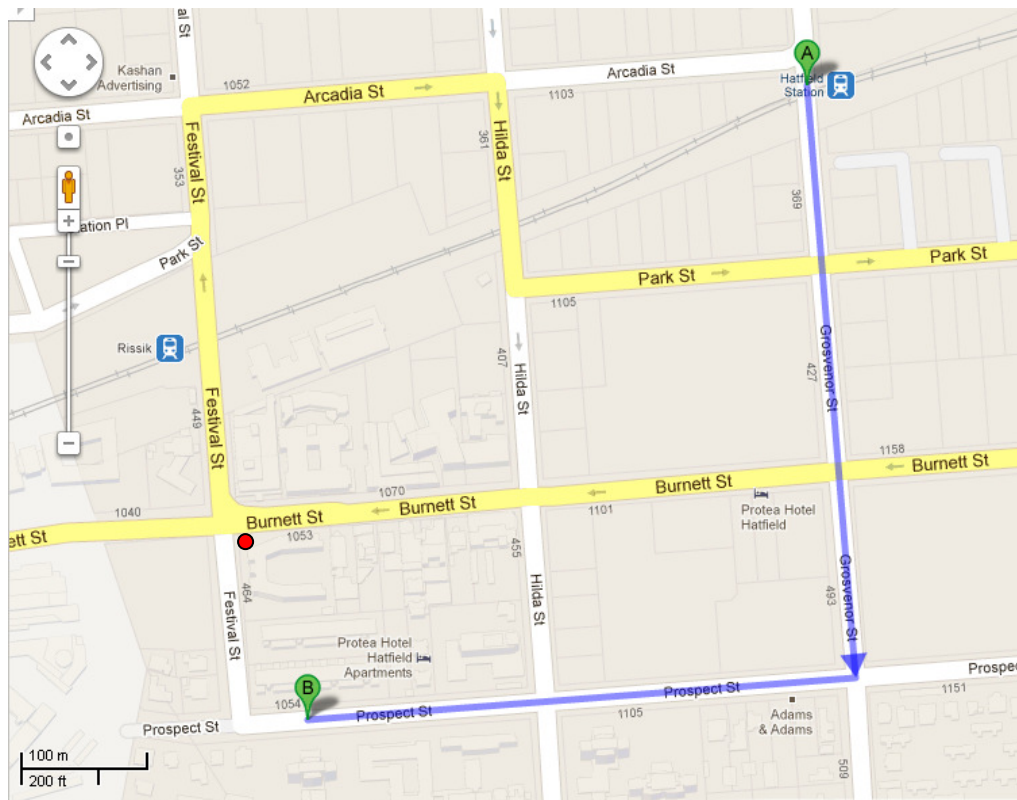 al St
A
Kashan
Advertising
1052
Arcadia St
1103
Arcadia St
Hatfield
Station
Arcadia St
Festival St
353
361
Hilda St
369
ation Pl
Park St
Park St
Park St
1105
Rissik
407
Hilda St
Grosvenor St
427
449
Festival St
1158
Burnett St
1070
Burnett St
Burnett St
1040
Burnett St
1101
Protea Hotel
Hatfield
ett St
1053
455
464
Hilda St
Grosvenor St
493
Festival St
Protea Hotel
Hatfield
Apartments
B
1054
Prospect St
Prospect St
Prospect St
Prospect St
1105
1151
Adams
& Adams
509
100 m
200 ft